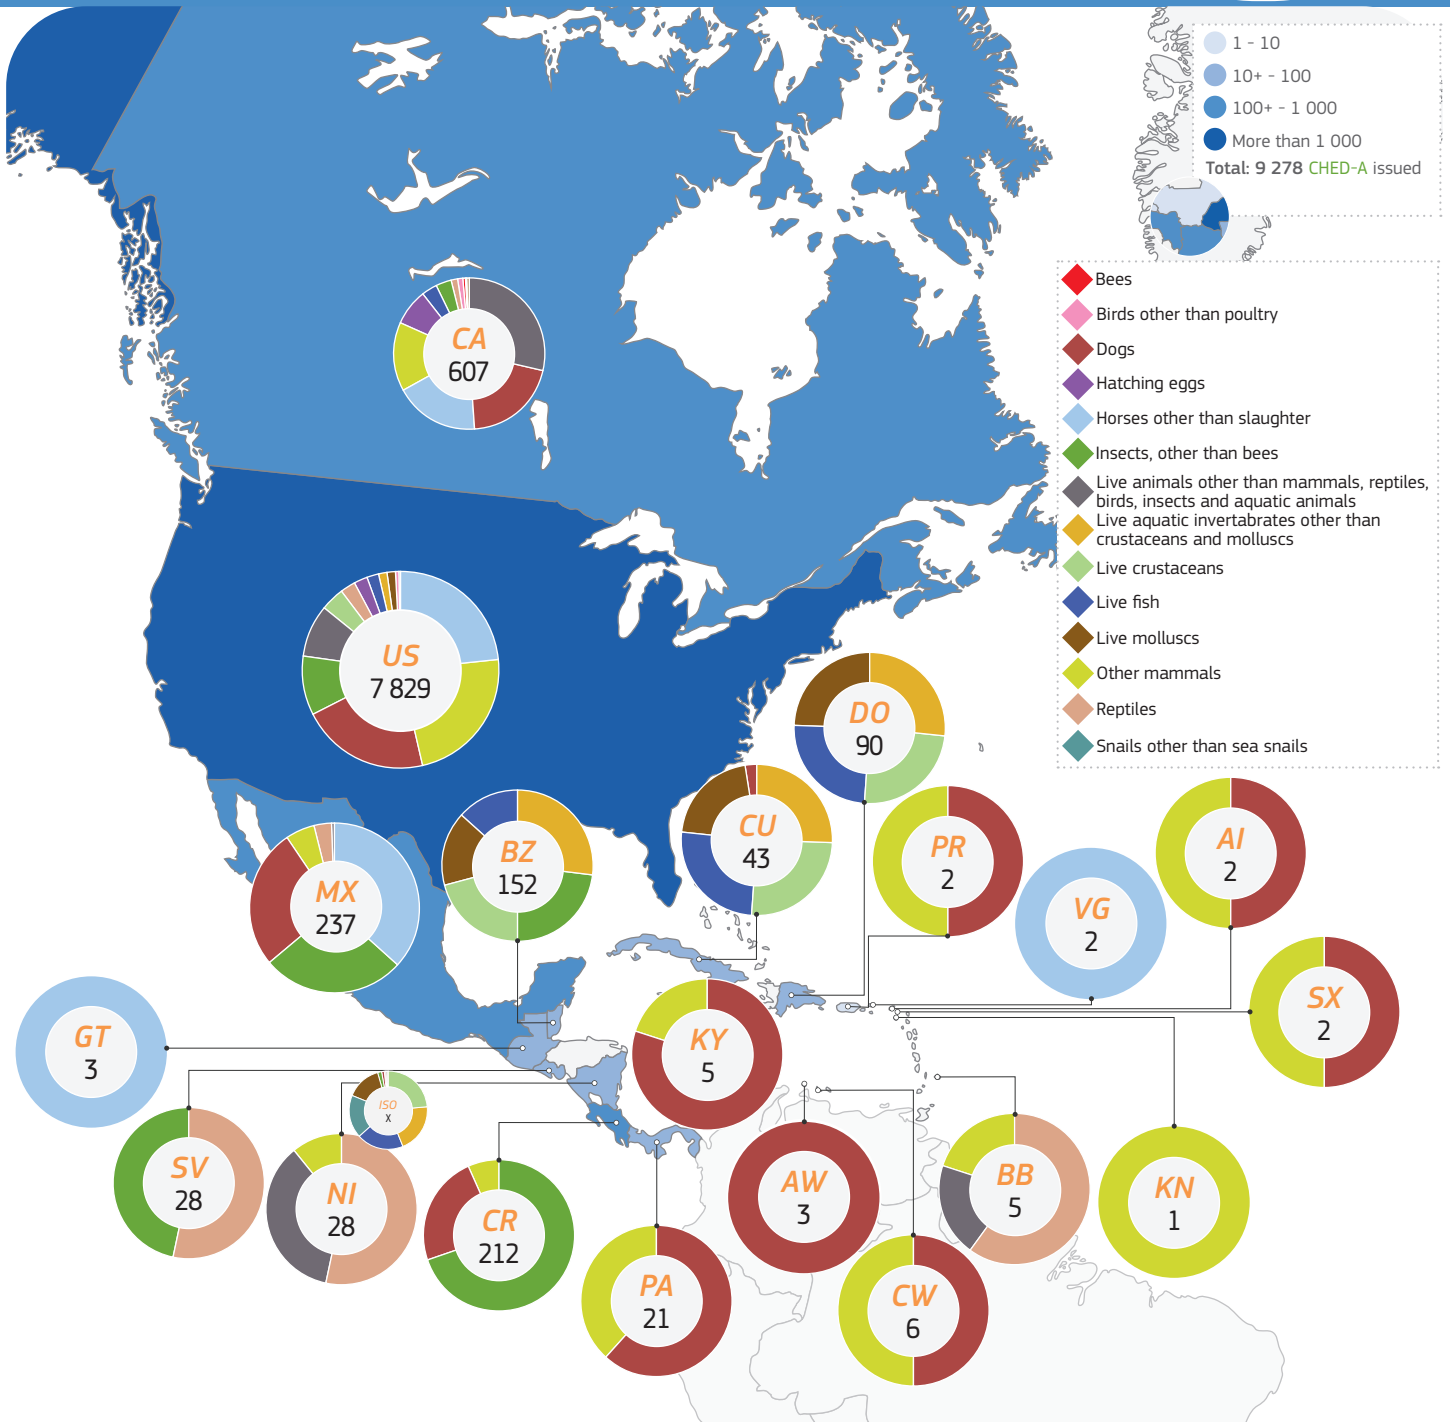 1 - 10
10+ - 100
100+ - 1 000
More than 1 000
Total: 9 278 CHED-A issued
Bees
Birds other than poultry
Dogs
Hatching eggs
Horses other than slaughter
Insects, other than bees
Live animals other than mammals, reptiles,
birds, insects and aquatic animals
Live aquatic invertabrates other than
crustaceans and molluscs
Live crustaceans
Live fish
Live molluscs
Other mammals
Reptiles
Snails other than sea snails
CA
607
US
7 829
DO
90
CU
43
BZ
152
PR
2
AI
2
VG
2
MX
237
SX
2
GT
3
KY
5
ISO
X
SV
28
NI
28
CR
212
AW
3
BB
5
KN
1
PA
21
CW
6